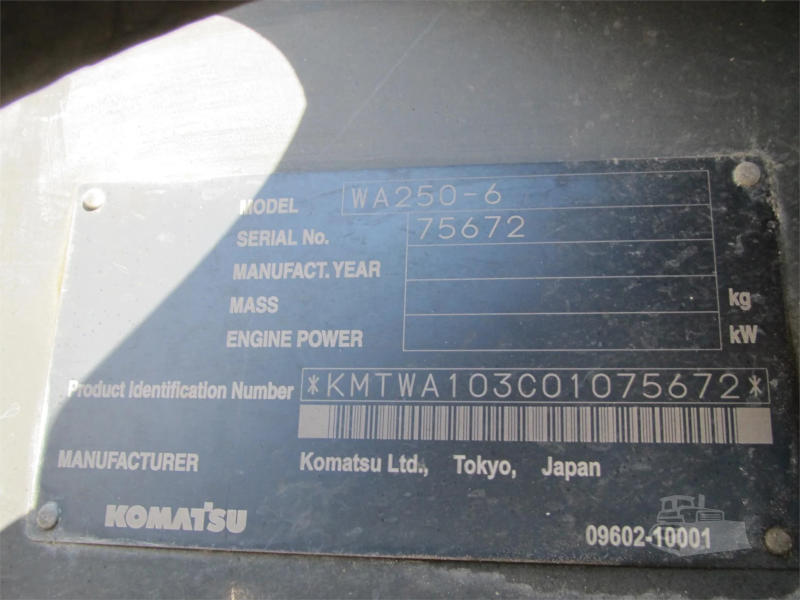 MODEL WA250-6
SERIAL No. 75672
MANUFACT. YEAR
MASS kg
ENGINE POWER kW
Product Identification Number *KMTWA103C01075672*
MANUFACTURER Komatsu Ltd., Tokyo, Japan
KOMATSU 09602-10001